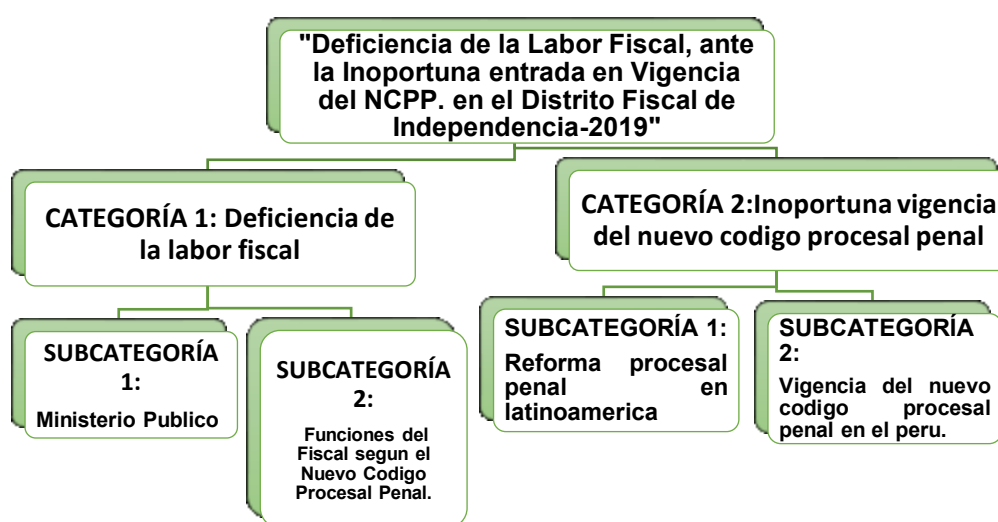 "Deficiencia de la Labor Fiscal, ante
la Inoportuna entrada en Vigencia
del NCPP. en el Distrito Fiscal de
Independencia-2019"
CATEGORÍA 1: Deficiencia de
la labor fiscal
CATEGORÍA 2:Inoportuna vigencia
del nuevo codigo procesal penal
SUBCATEGORÍA
1:
Ministerio Publico
SUBCATEGORÍA
2:
Funciones del
Fiscal segun el
Nuevo Codigo
Procesal Penal.
SUBCATEGORÍA 1:
Reforma procesal
penal en
latinoamerica
SUBCATEGORÍA
2:
Vigencia del nuevo
codigo procesal
penal en el peru.